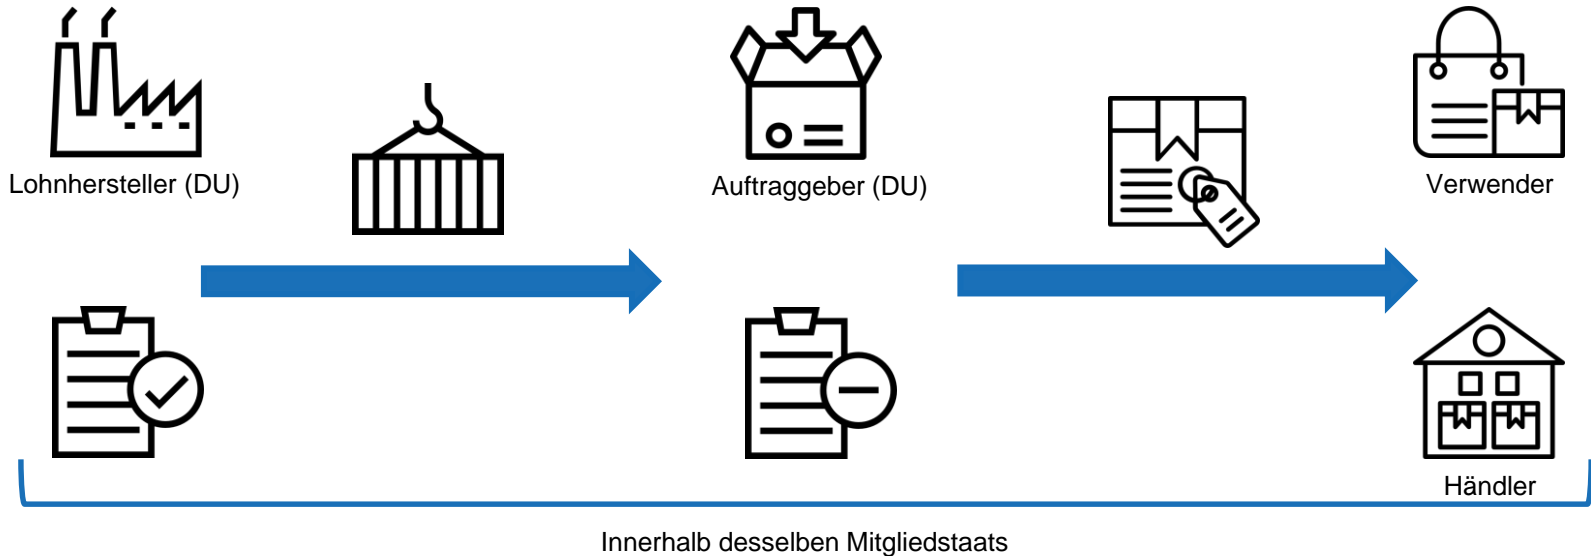 Lohnhersteller (DU)
Auftraggeber (DU)
Verwender
Händler
Innerhalb desselben Mitgliedstaats